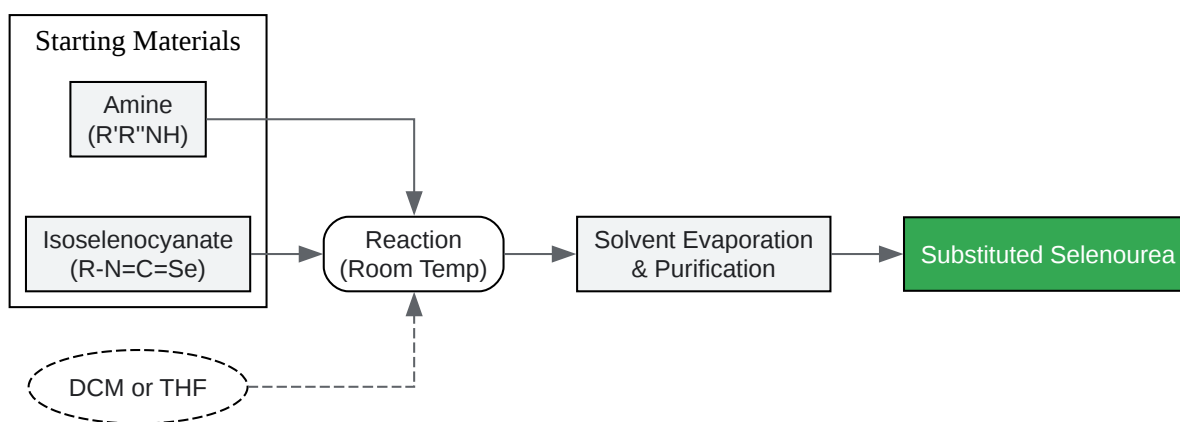 Starting Materials
Amine
(R'R"NH)
Isoselenocyanate
(R-N=C=Se)
Reaction
(Room Temp)
Solvent Evaporation
& Purification
Substituted Selenourea
DCM or THF